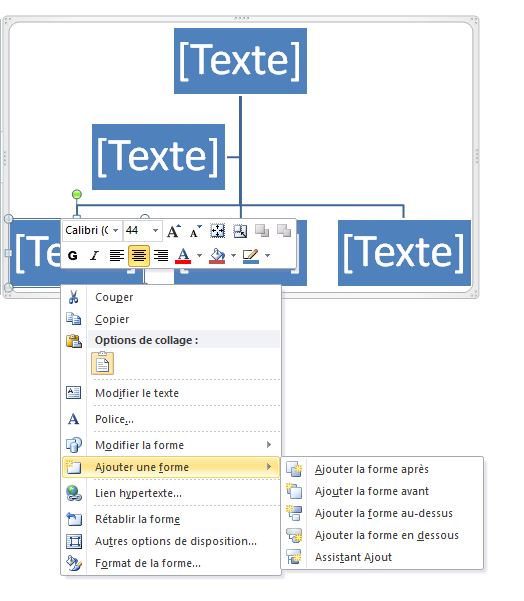 [Texte]
[Texte]
[Te
[Texte]
Calibri (C
44
A A
G I A
Couper
Copier
Options de collage :
Modifier le texte
A Police...
Modifier la forme
Ajouter une forme
Ajouter la forme après
Ajouter la forme avant
Ajouter la forme au-dessus
Ajouter la forme en dessous
Assistant Ajout
Lien hypertexte...
Rétablir la forme
Autres options de disposition...
Format de la forme...